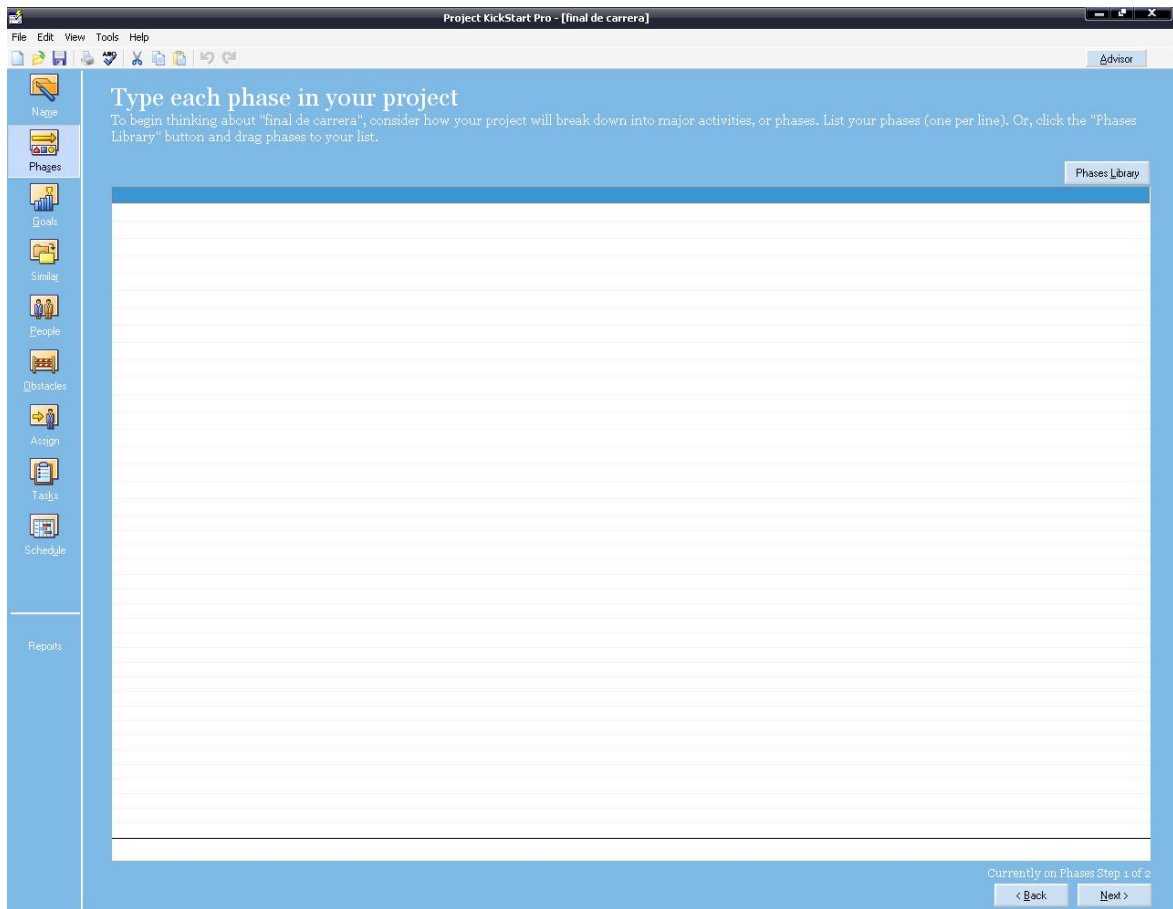 Project KickStart Pro - [final de carrera]
File Edit View Tools Help
Advisor
Name
Phases
Goals
Similar
People
Obstacles
Assign
Tasks
Schedule
Reports
Type each phase in your project
To begin thinking about "final de carrera", consider how your project will break down into major activities, or phases. List your phases (one per line). Or, click the "Phases
Library" button and drag phases to your list.
Phases Library
Currently on Phases Step 1 of 2
< Back Next >